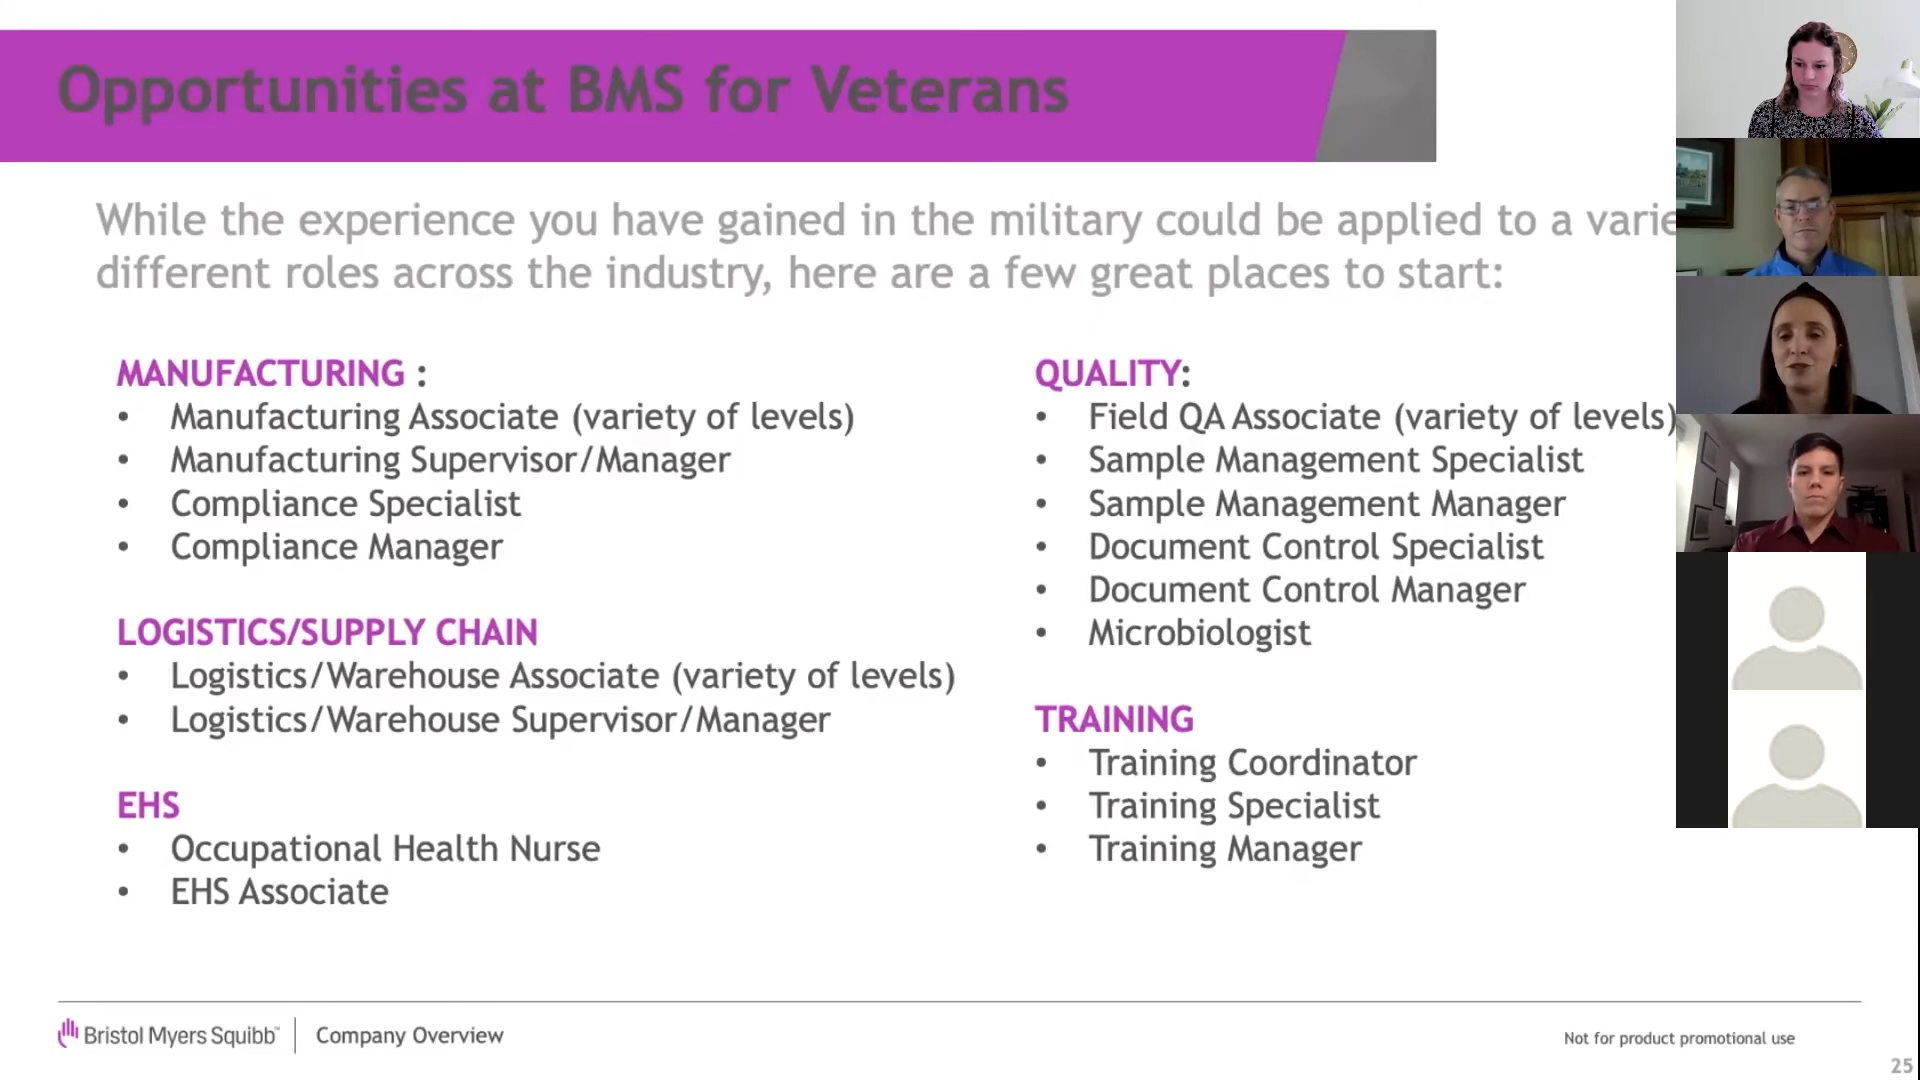 Opportunities at BMS for Veterans
While the experience you have gained in the military could be applied to a
different roles across the industry, here are a few great places to start:
MANUFACTURING :
• Manufacturing Associate (variety of levels)
• Manufacturing Supervisor/Manager
• Compliance Specialist
• Compliance Manager
LOGISTICS/SUPPLY CHAIN
• Logistics/Warehouse Associate (variety of levels)
• Logistics/Warehouse Supervisor/Manager
EHS
• Occupational Health Nurse
• EHS Associate
QUALITY:
• Field QA Associate (variety of levels)
• Sample Management Specialist
• Sample Management Manager
• Document Control Specialist
• Document Control Manager
• Microbiologist
TRAINING
• Training Coordinator
• Training Specialist
• Training Manager
Bristol Myers Squibb™
Company Overview
Not for product promotional use
25